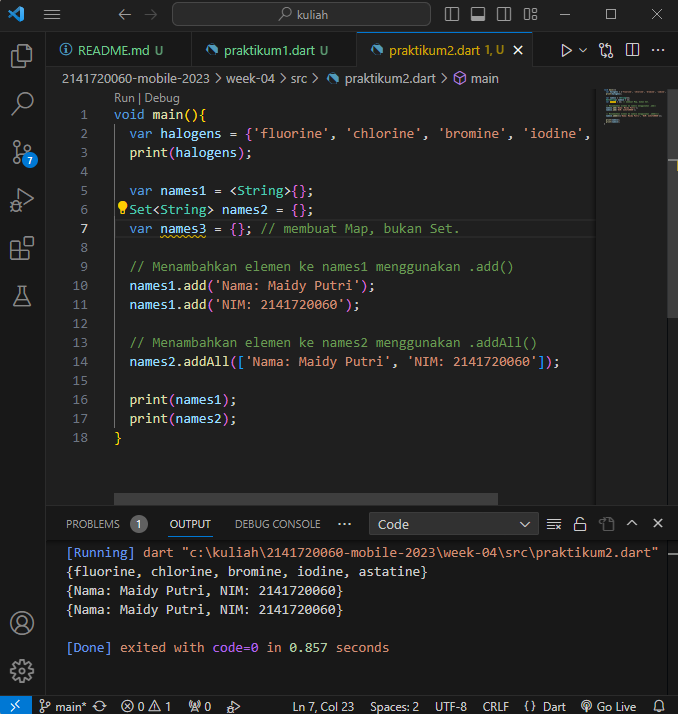 kuliah
README.md U
praktikum1.dart U
praktikum2.dart 1, U
2141720060-mobile-2023 > week-04 > src > praktikum2.dart > main
Run | Debug
1 void main(){
2 var halogens = {'fluorine', 'chlorine', 'bromine', 'iodine',
3 print(halogens);
4
5 var names1 = <String>{};
6 Set<String> names2 = {};
7 var names3 = {}; // membuat Map, bukan Set.
8
9 // Menambahkan elemen ke names1 menggunakan .add()
10 names1.add('Nama: Maidy Putri');
11 names1.add('NIM: 2141720060');
12
13 // Menambahkan elemen ke names2 menggunakan .addAll()
14 names2.addAll(['Nama: Maidy Putri', 'NIM: 2141720060']);
15
16 print(names1);
17 print(names2);
18 }
7
PROBLEMS 1 OUTPUT DEBUG CONSOLE ··· Code
[Running] dart "c:\kuliah\2141720060-mobile-2023\week-04\src\praktikum2.dart"
{fluorine, chlorine, bromine, iodine, astatine}
{Nama: Maidy Putri, NIM: 2141720060}
{Nama: Maidy Putri, NIM: 2141720060}
[Done] exited with code=0 in 0.857 seconds
main* 0 1 0 Ln 7, Col 23 Spaces: 2 UTF-8 CRLF {} Dart Go Live